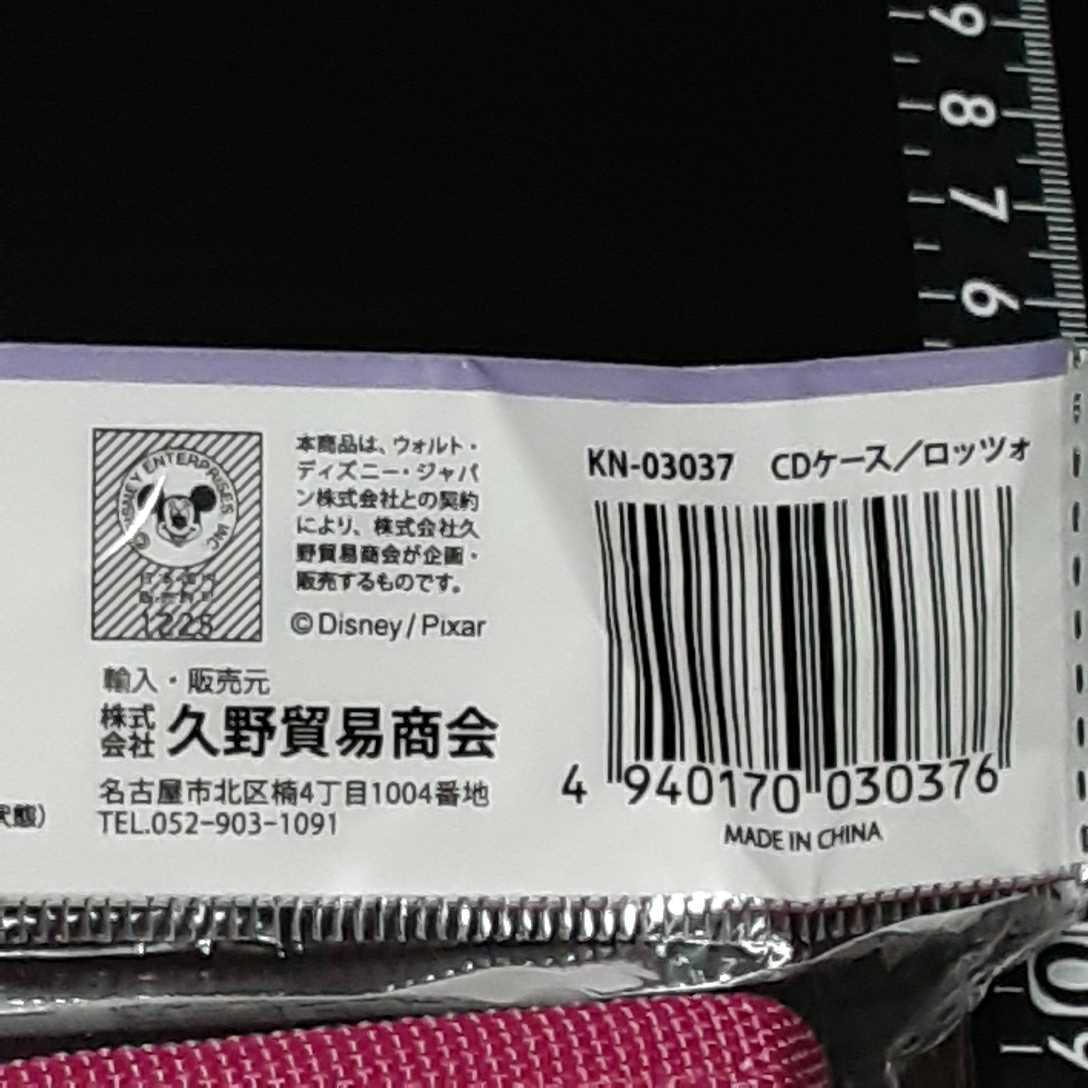 9
8
7
6
© DISNEY ENTERPRISES INC
1225
本商品は、ウォルト・
ディズニー・ジャパ
ン株式会社との契約
により、株式会社久
野貿易商会が企画・
販売するものです。
©Disney/Pixar
輸入・販売元
株式会社 久野貿易商会
名古屋市北区楠4丁目1004番地
TEL.052-903-1091
状態)
KN-03037 CDケース/ロッツォ
4 940170 030376
MADE IN CHINA